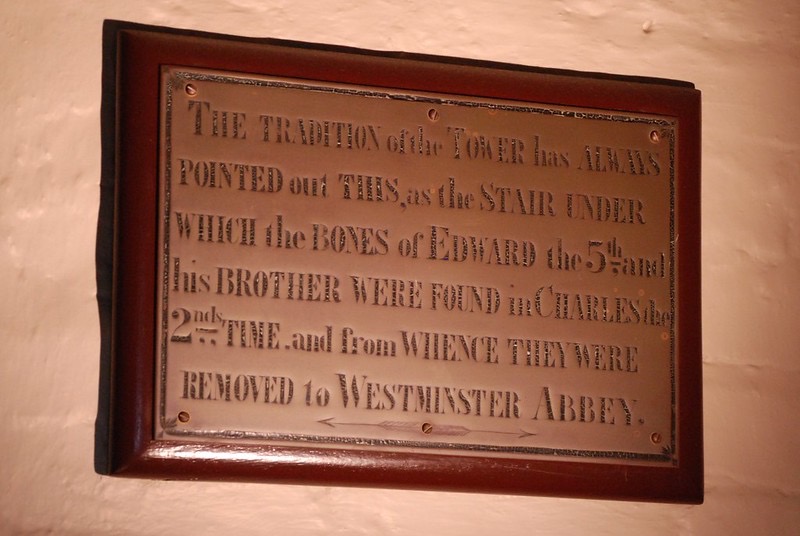 THE TRADITION of the TOWER has ALWAYS
POINTED out THIS, as the STAIR UNDER
WHICH the BONES of EDWARD the 5th and
his BROTHER WERE FOUND in CHARLES the
2nds TIME. and from WHENCE THEY WERE
REMOVED to WESTMINSTER ABBEY.